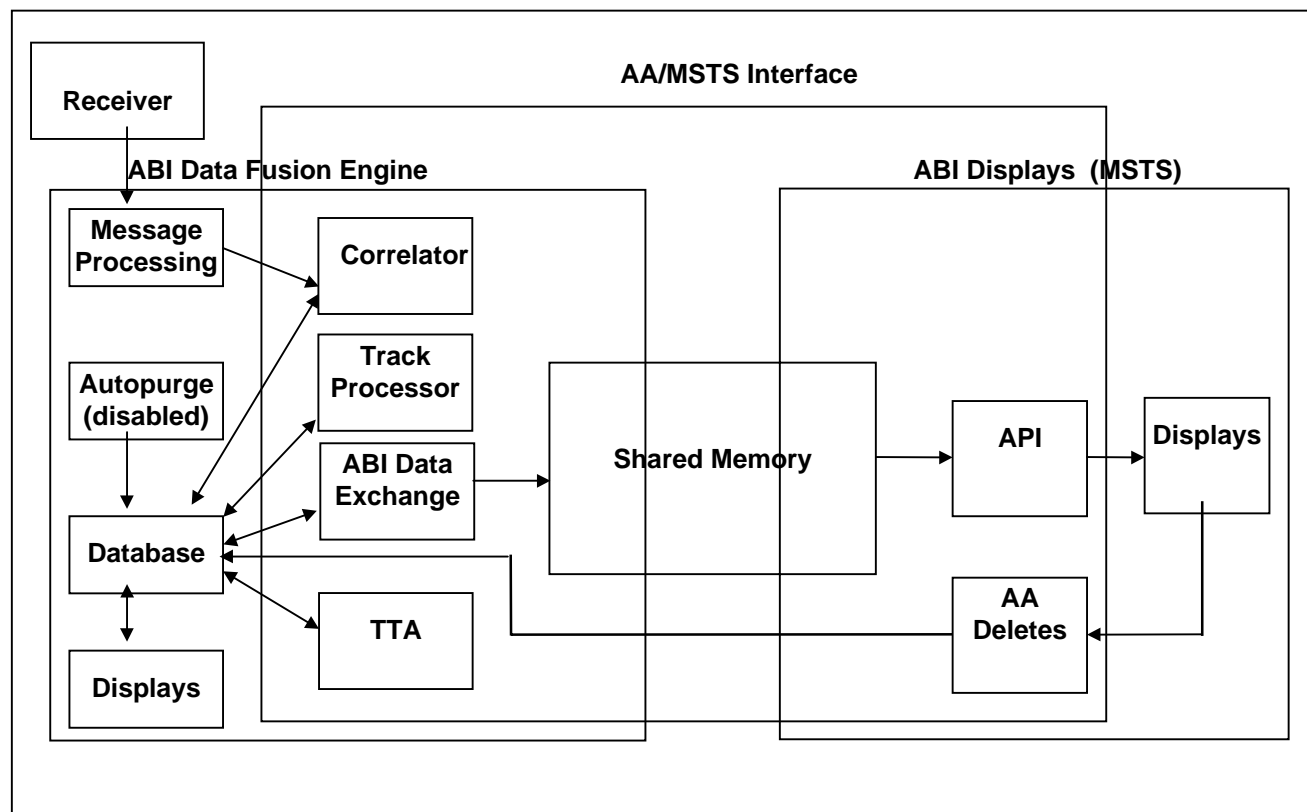 AA/MSTS Interface
Receiver
ABI Data Fusion Engine
ABI Displays (MSTS)
Message
Processing
Correlator
Autopurge
(disabled)
Track
Processor
ABI Data
Exchange
Shared Memory
API
Displays
Database
TTA
AA
Deletes
Displays